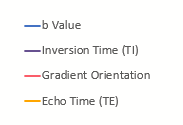 b Value
Inversion Time (TI)
Gradient Orientation
Echo Time (TE)